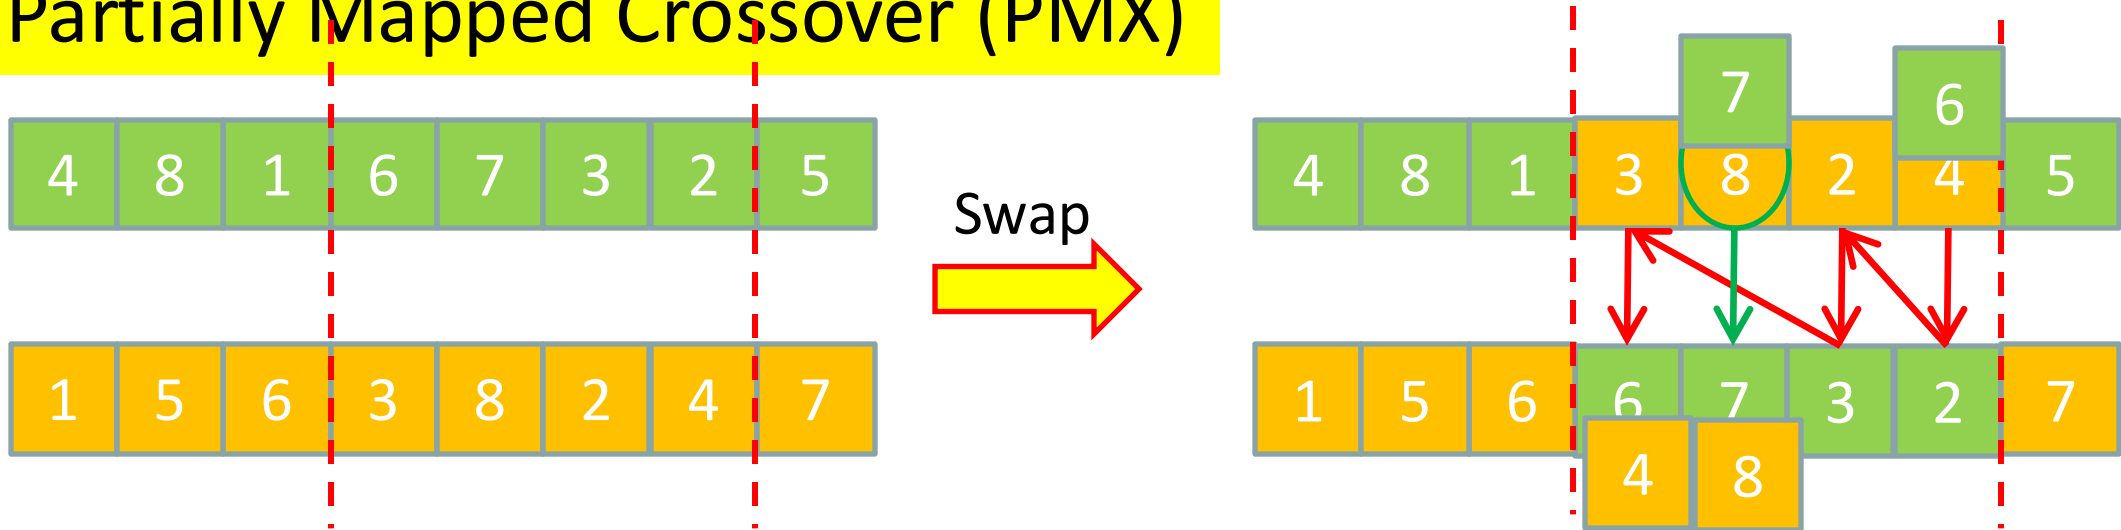 Partially Mapped Crossover (PMX)
7 6
4 8 1 6 7 3 2 5 4 8 1 3 8 2 4 5
Swap
1 5 6 3 8 2 4 7 1 5 6 6 7 3 2 7
4 8